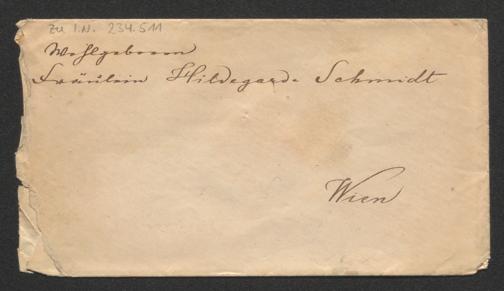 Zu I.N. 234.511
Wohlgeboren
Fräulein Hildegarde Schmidt
Wien